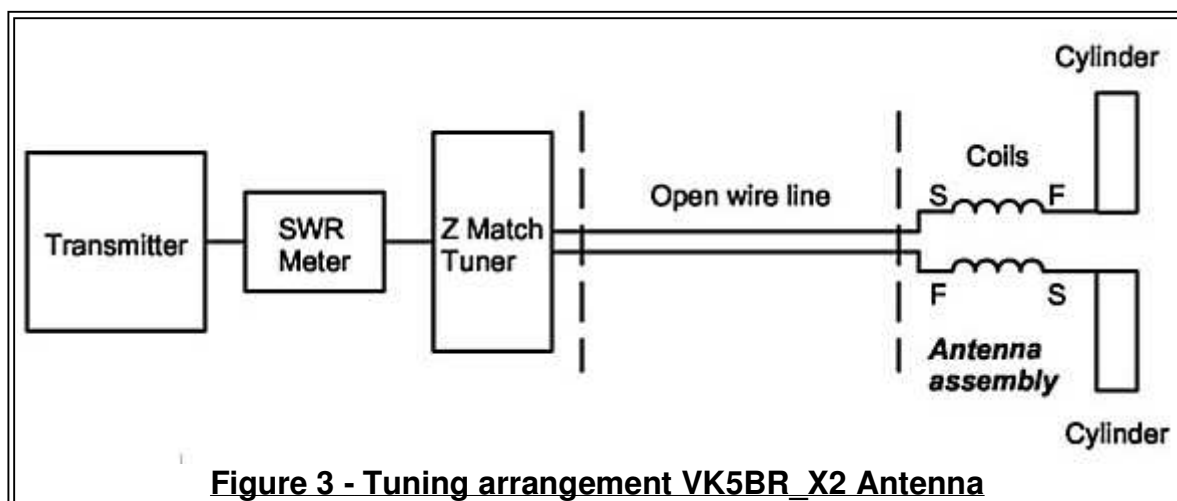 Cylinder
Coils
S F
Open wire line
Transmitter
SWR
Meter
Z Match
Tuner
F S
Antenna
assembly
Cylinder
Figure 3 - Tuning arrangement VK5BR_X2 Antenna